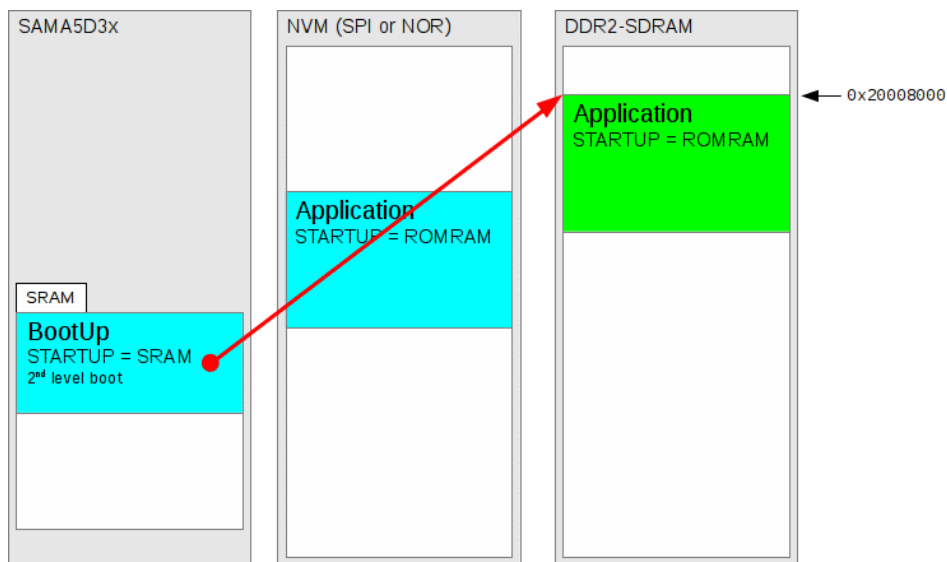 SAMA5D3x
SRAM
BootUp
STARTUP = SRAM
2nd level boot
NVM (SPI or NOR)
Application
STARTUP = ROMRAM
DDR2-SDRAM
Application
STARTUP = ROMRAM
0x20008000